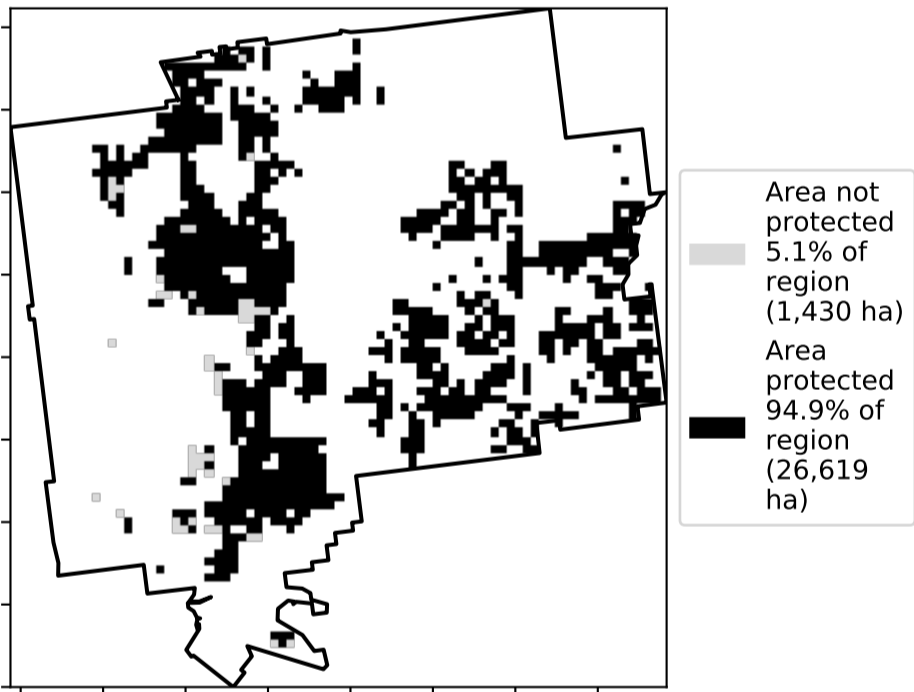 Area not
protected
5.1% of
region
(1,430 ha)
Area
protected
94.9% of
region
(26,619
ha)